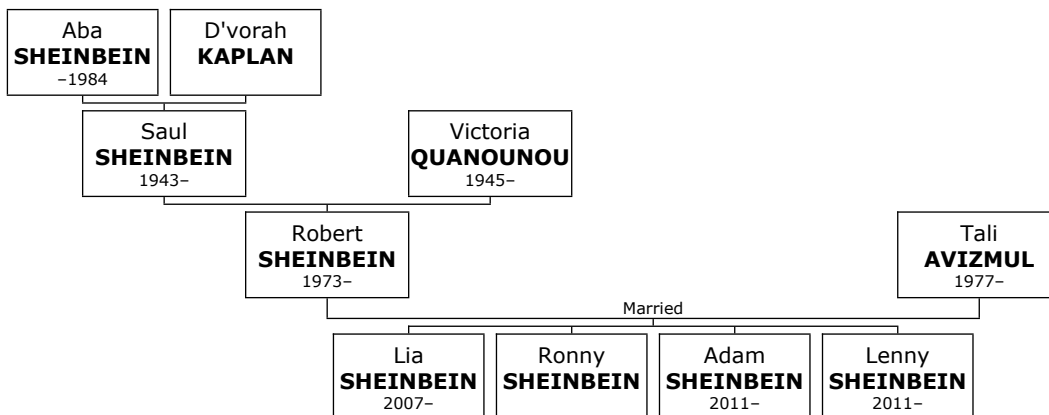 Aba
SHEINBEIN
–1984
D'vorah
KAPLAN
Saul
SHEINBEIN
1943–
Victoria
QUANOUNOU
1945–
Robert
SHEINBEIN
1973–
Tali
AVIZMUL
1977–
Married
Lia
SHEINBEIN
2007–
Ronny
SHEINBEIN
Adam
SHEINBEIN
2011–
Lenny
SHEINBEIN
2011–